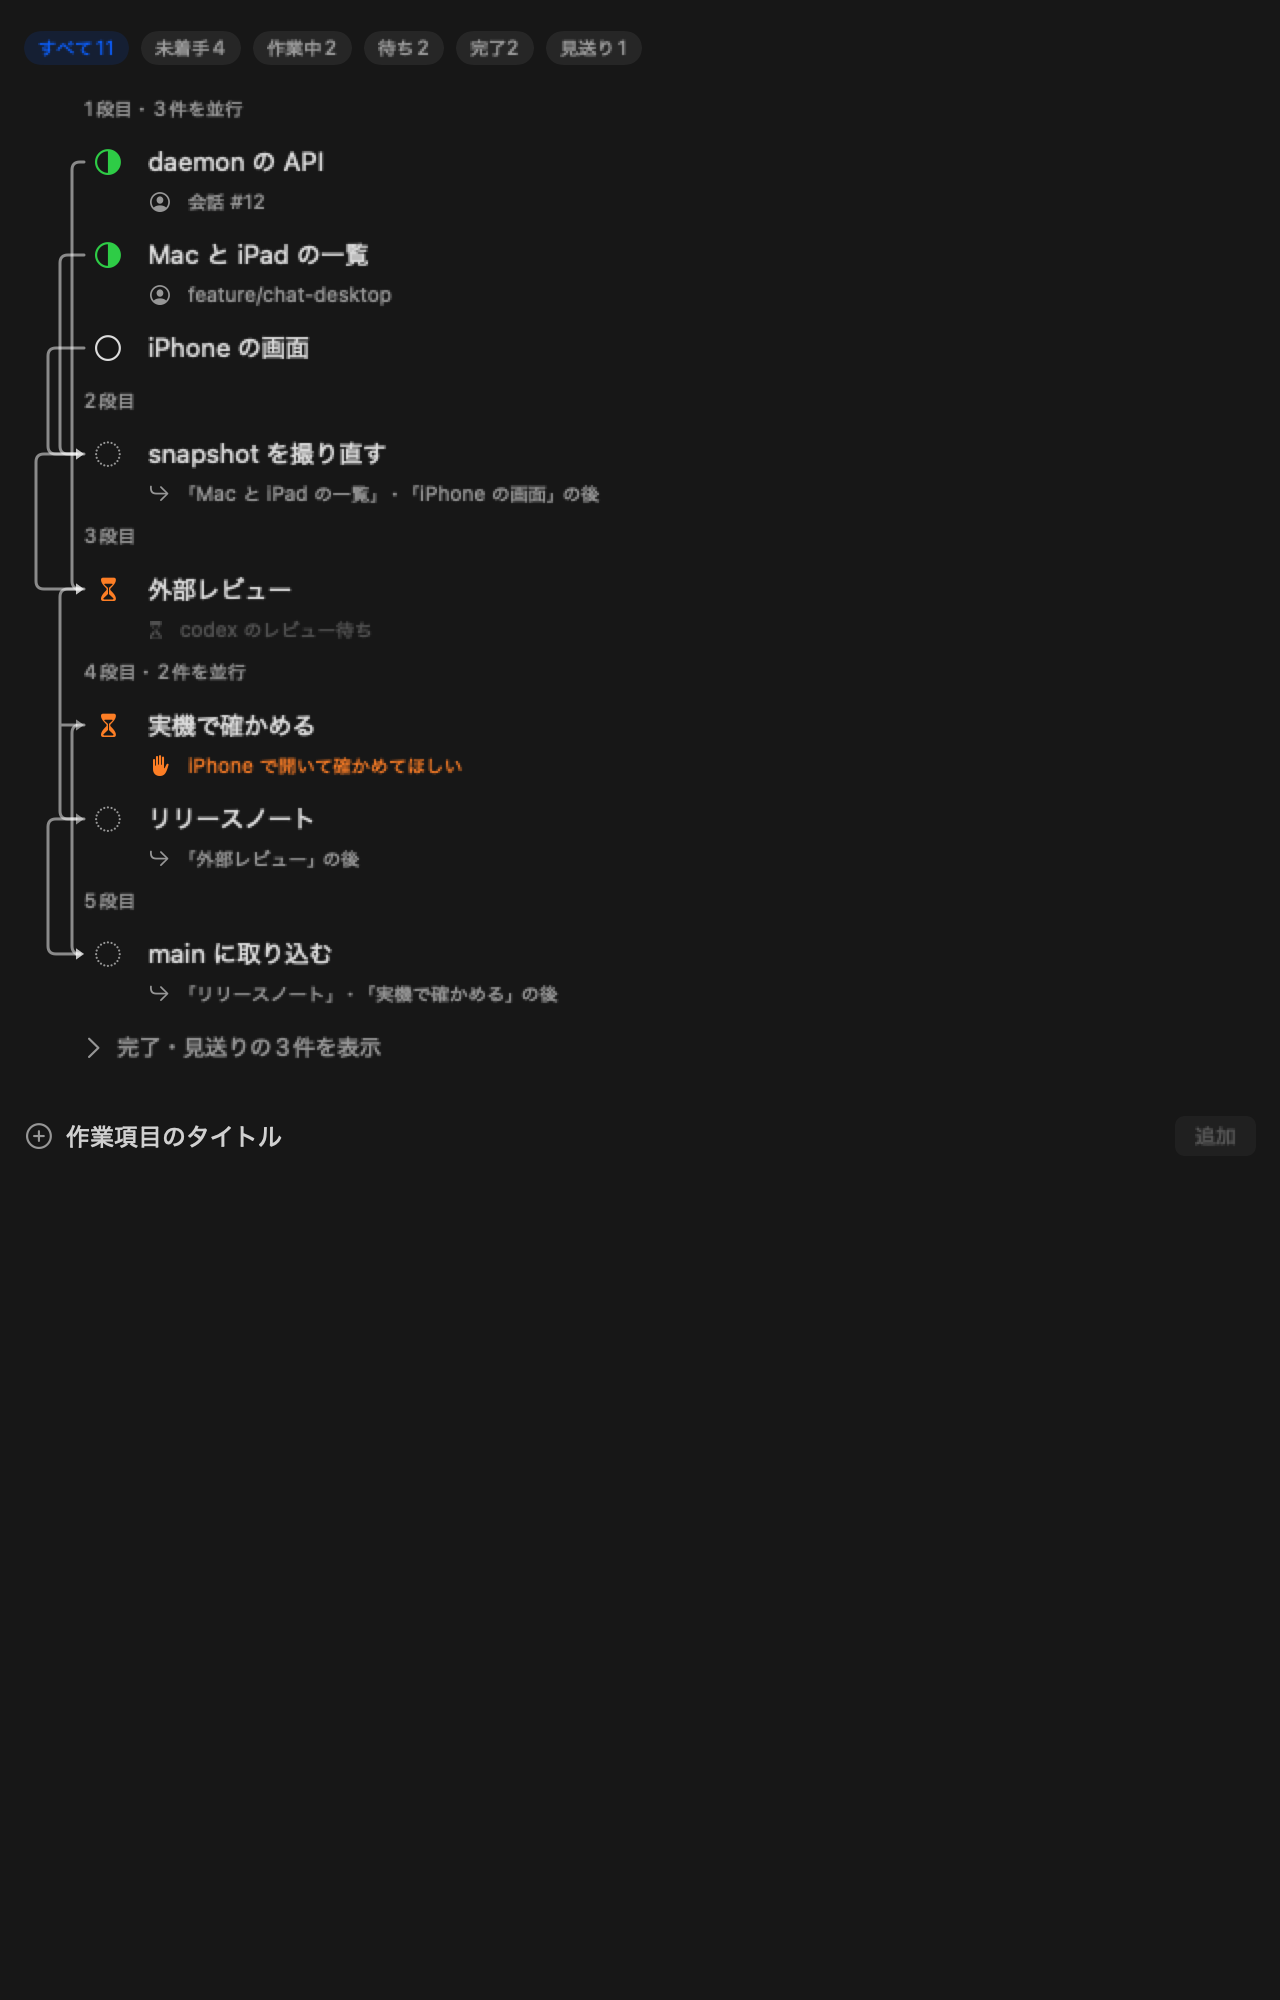 すべて 11 未着手 4 作業中 2 待ち 2 完了 2 見送り 1
1段目・3件を並行
daemon の API
会話 #12
Mac と iPad の一覧
feature/chat-desktop
iPhone の画面
2段目
snapshot を撮り直す
「Mac と iPad の一覧」・「iPhone の画面」の後
3段目
外部レビュー
codex のレビュー待ち
4段目・2件を並行
実機で確かめる
iPhone で開いて確かめてほしい
リリースノート
「外部レビュー」の後
5段目
main に取り込む
「リリースノート」・「実機で確かめる」の後
完了・見送りの3件を表示
作業項目のタイトル 追加